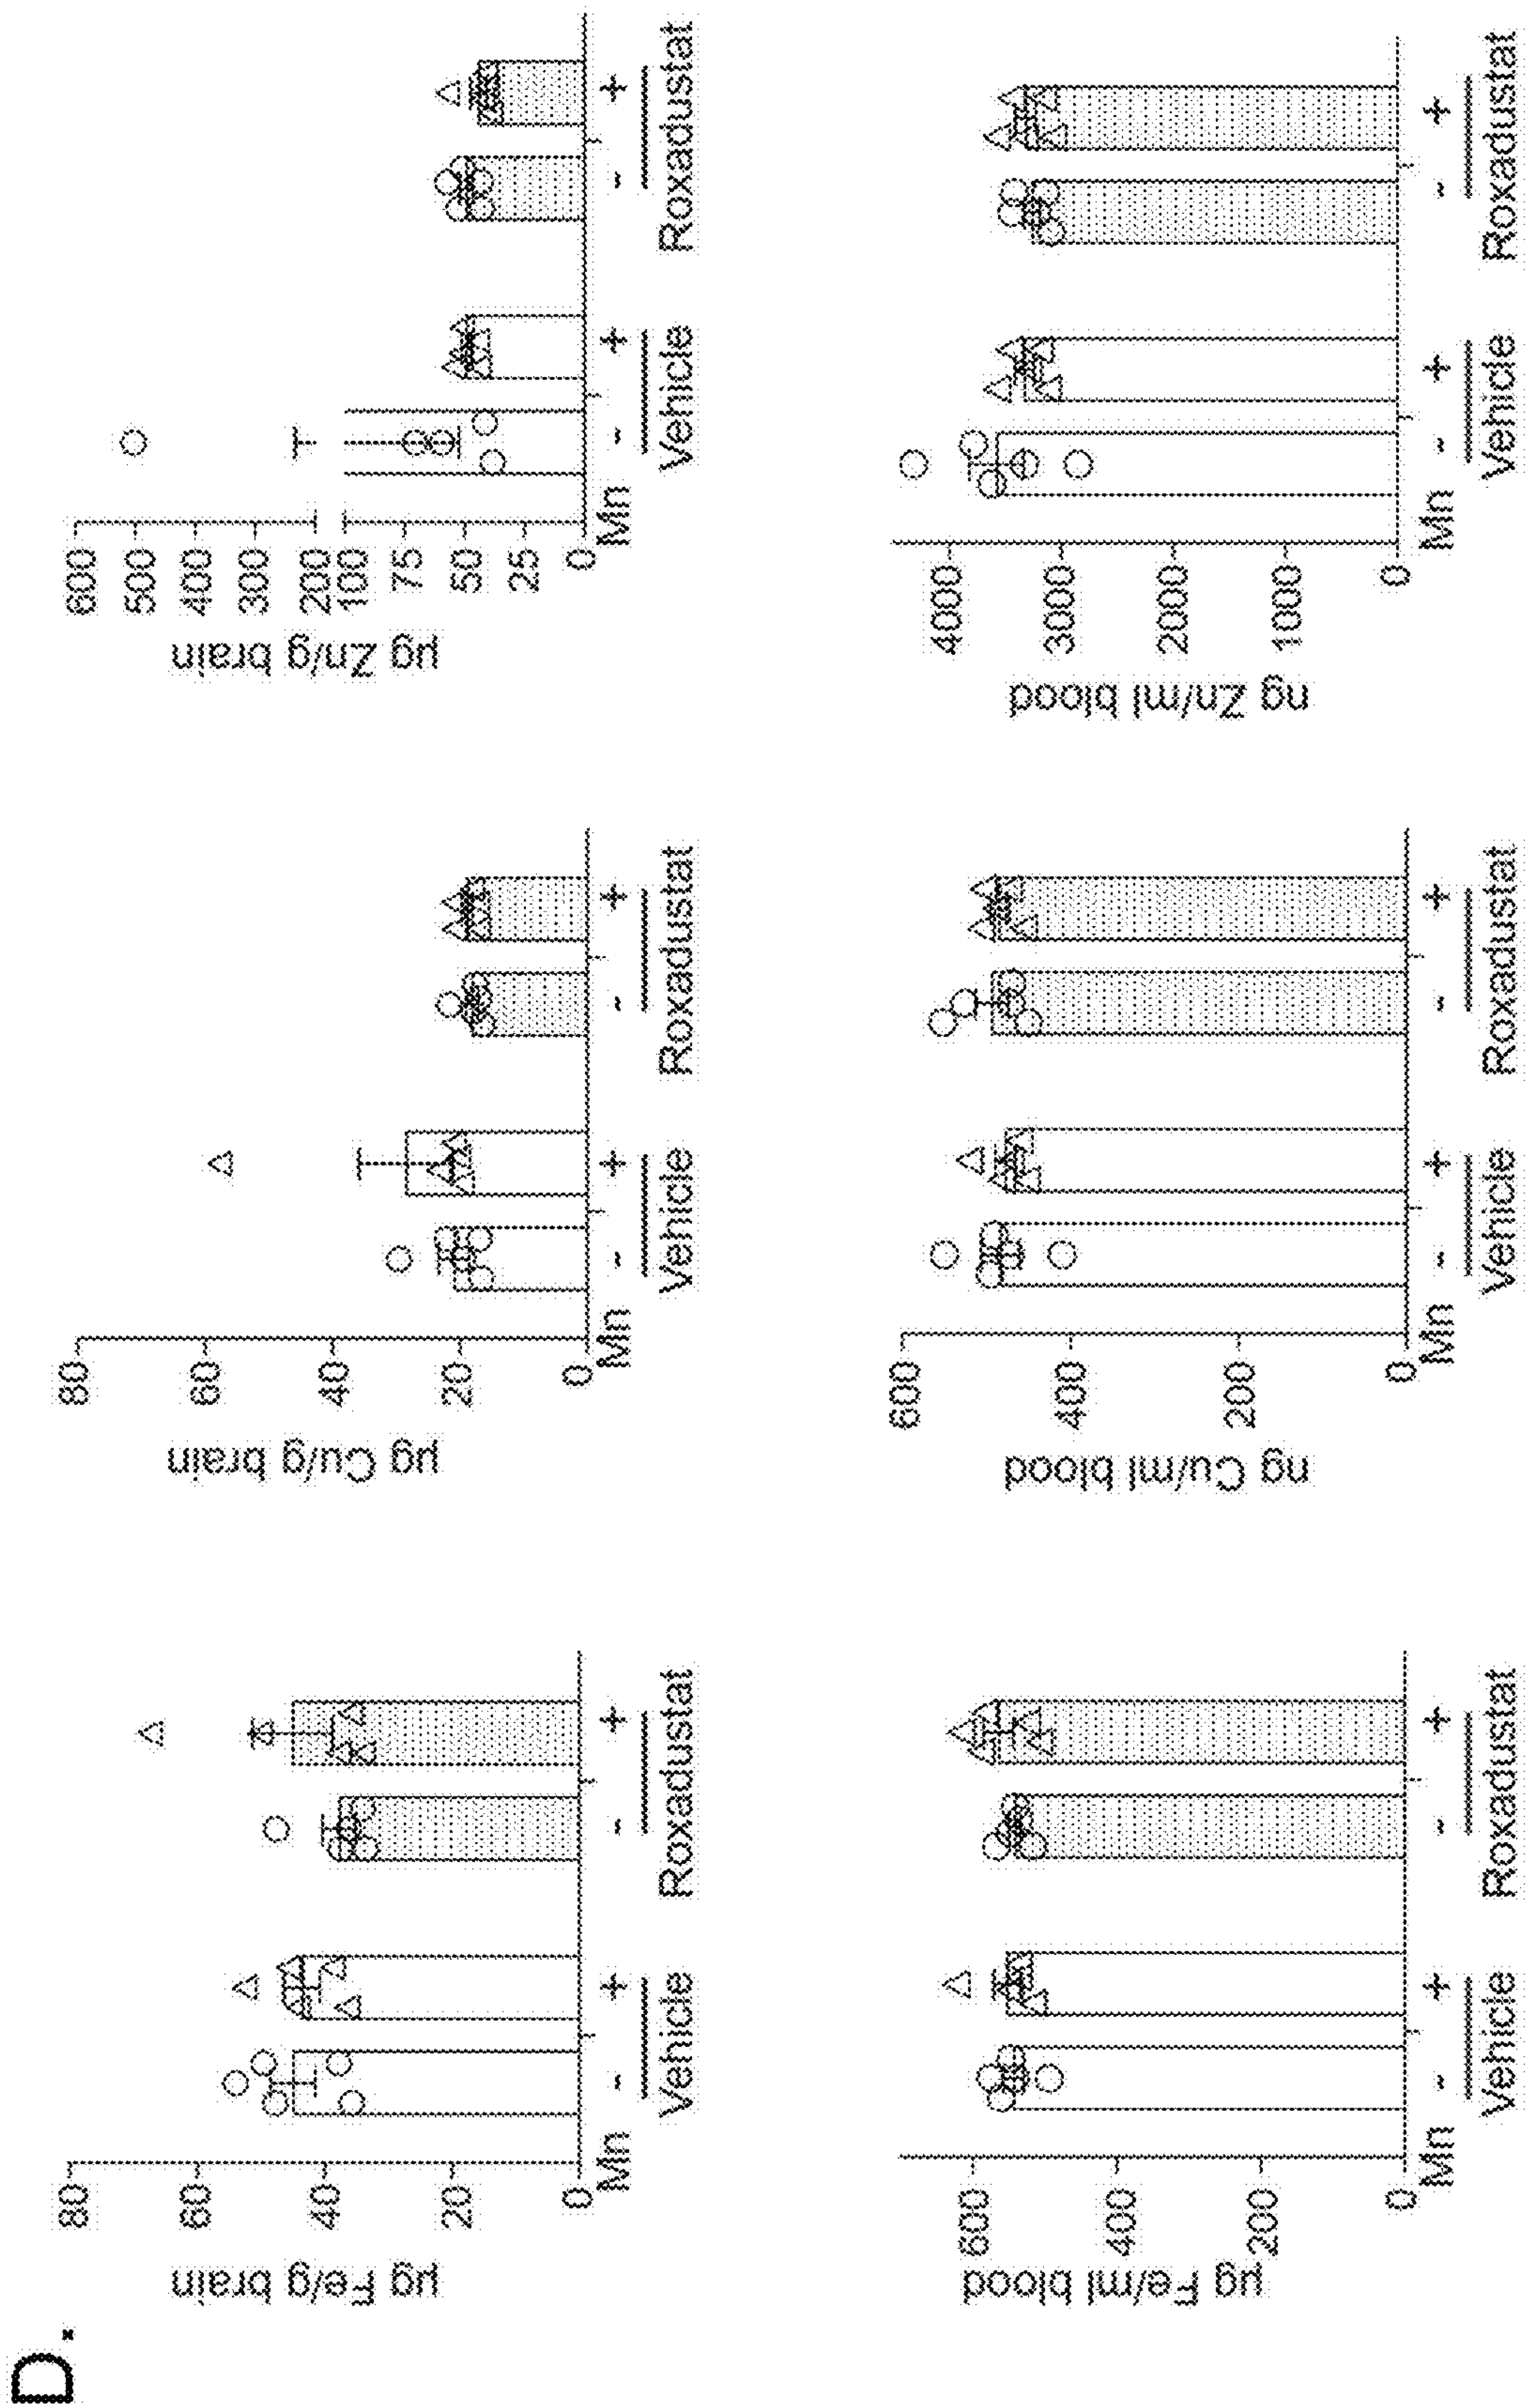 D.
µg Fe/g brain
80
60
40
20
0
Mn - + - +
Vehicle Roxadustat
µg Cu/g brain
80
60
40
20
0
Mn - + - +
Vehicle Roxadustat
µg Zn/g brain
600
500
400
300
200
100
75
50
25
0
Mn - + - +
Vehicle Roxadustat
µg Fe/ml blood
600
400
200
0
Mn - + - +
Vehicle Roxadustat
ng Cu/ml blood
600
400
200
0
Mn - + - +
Vehicle Roxadustat
ng Zn/ml blood
4000
3000
2000
1000
0
Mn - + - +
Vehicle Roxadustat